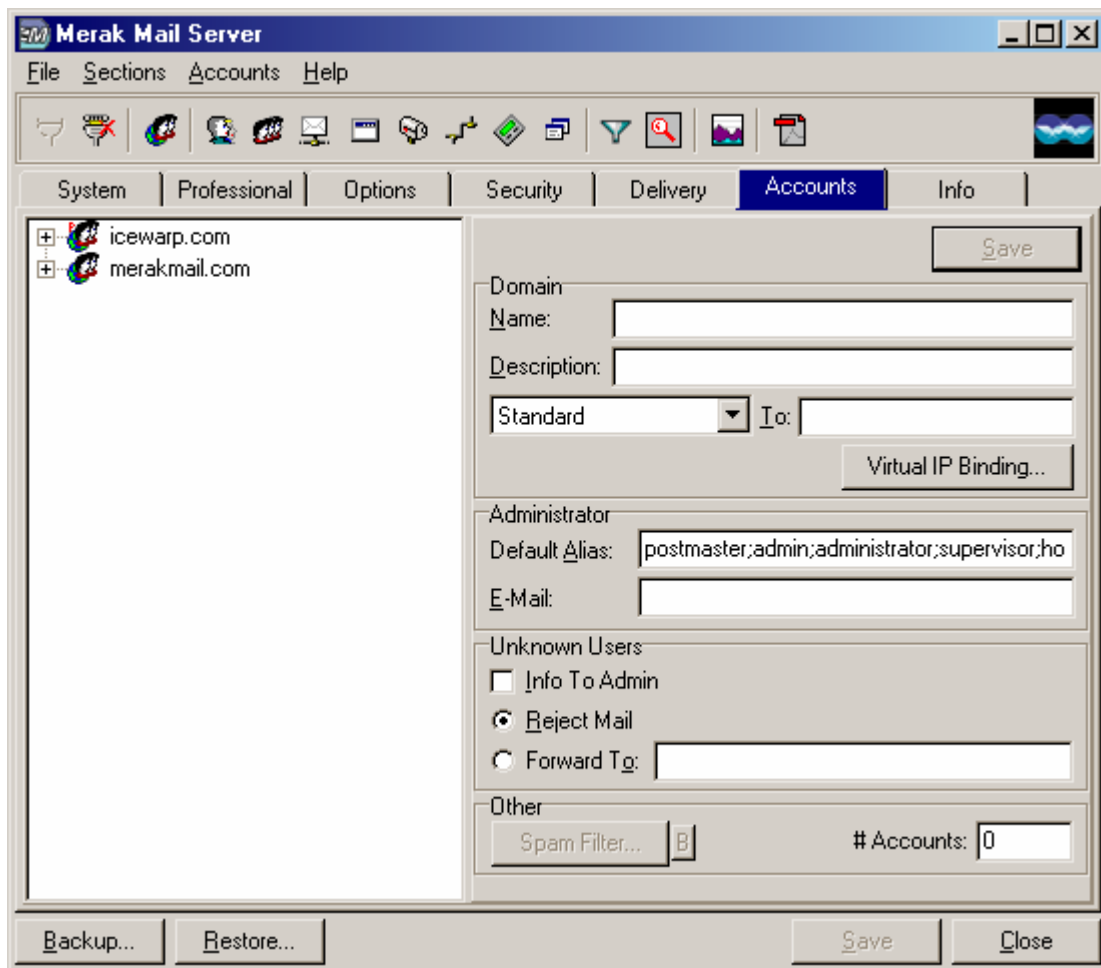 Merak Mail Server
File Sections Accounts Help
System Professional Options Security Delivery Accounts Info
icewarp.com
merakmail.com
Save
Domain
Name:
Description:
Standard To:
Virtual IP Binding...
Administrator
Default Alias: postmaster;admin;administrator;supervisor;ho
E-Mail:
Unknown Users
Info To Admin
Reject Mail
Forward To:
Other
Spam Filter... B # Accounts: 0
Backup... Restore... Save Close